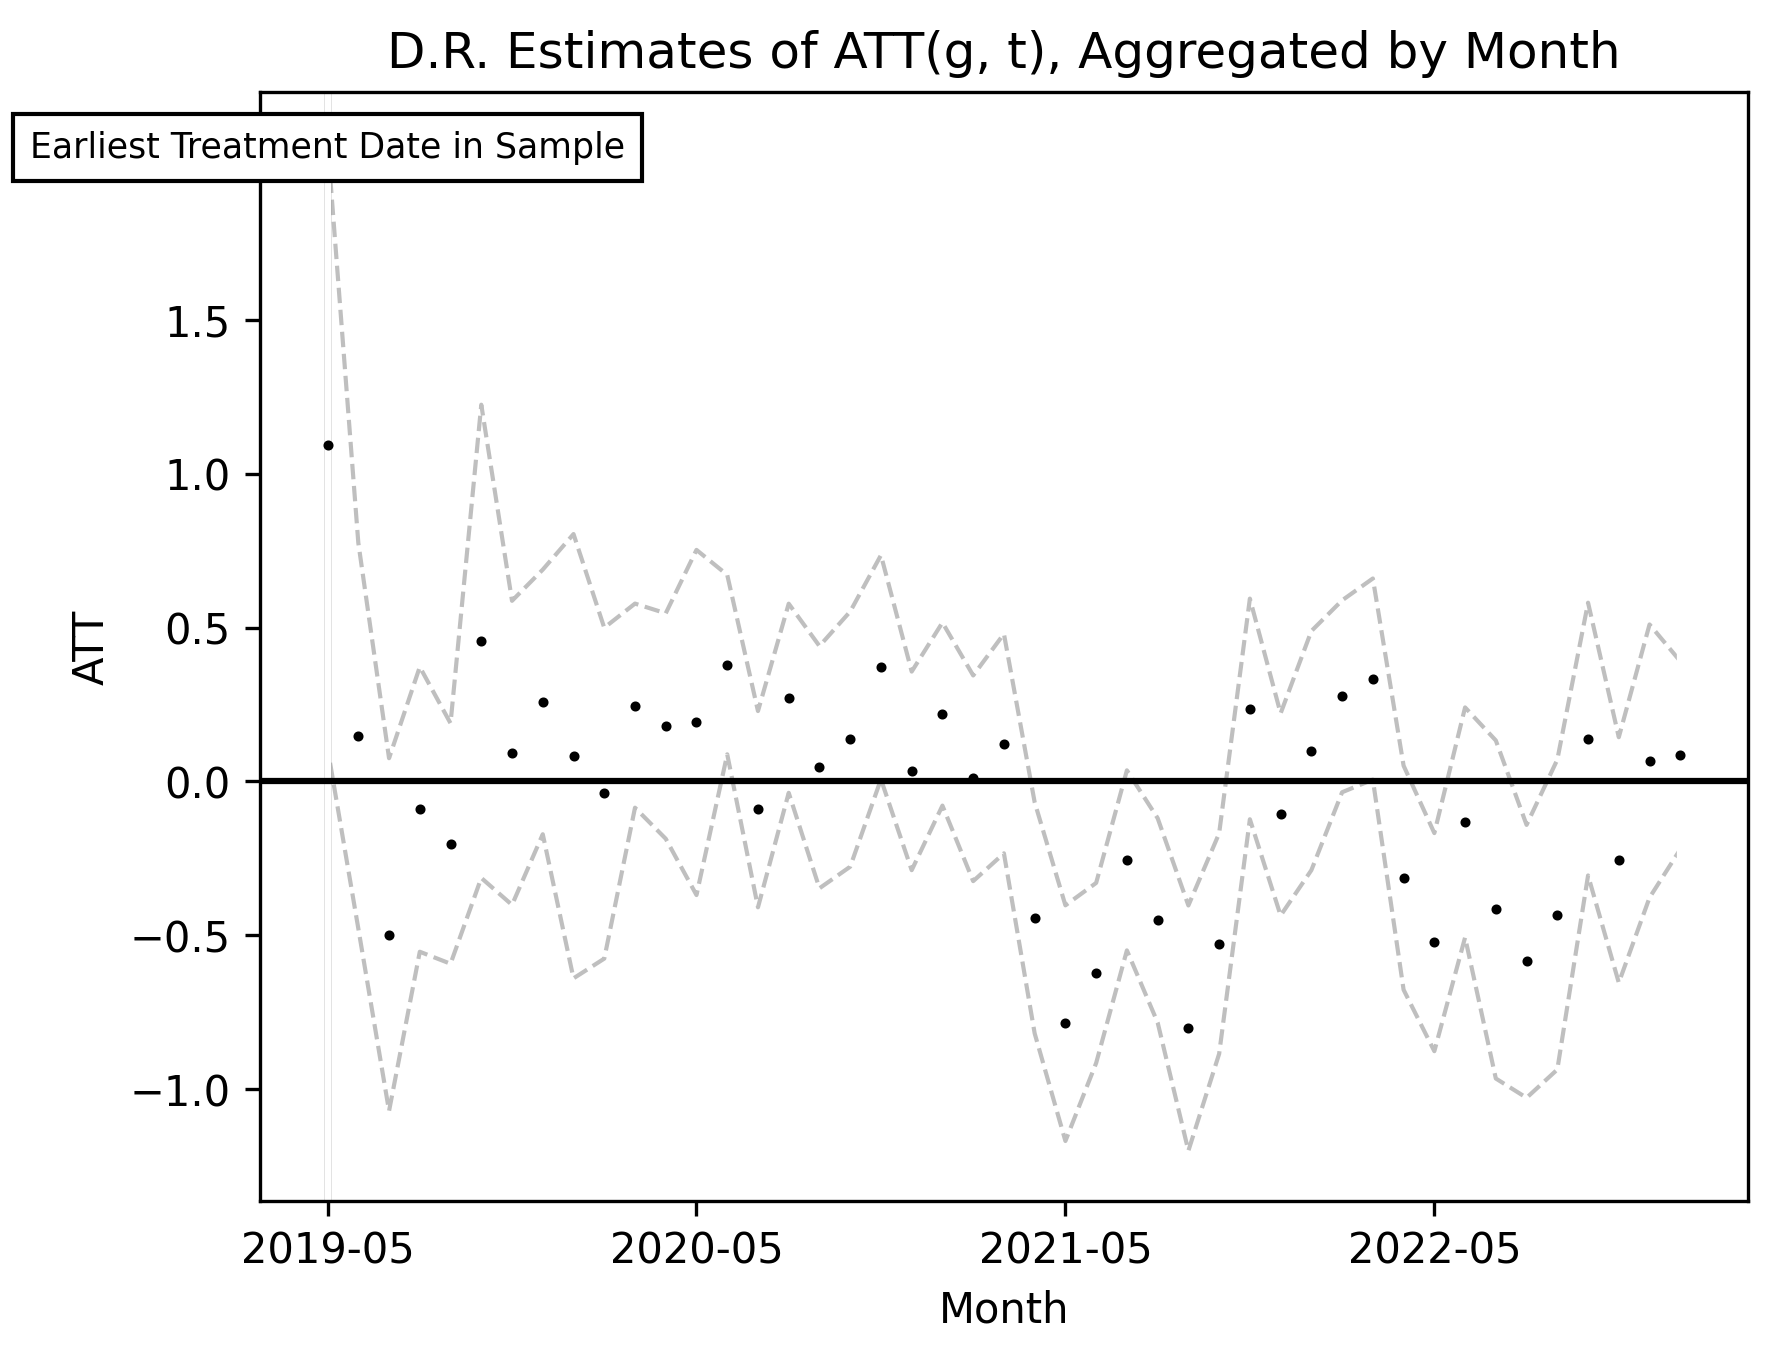 D.R. Estimates of ATT(g, t), Aggregated by Month
Earliest Treatment Date in Sample
1.5
1.0
0.5
0.0
−0.5
−1.0
ATT
2019-05
2020-05
2021-05
2022-05
Month